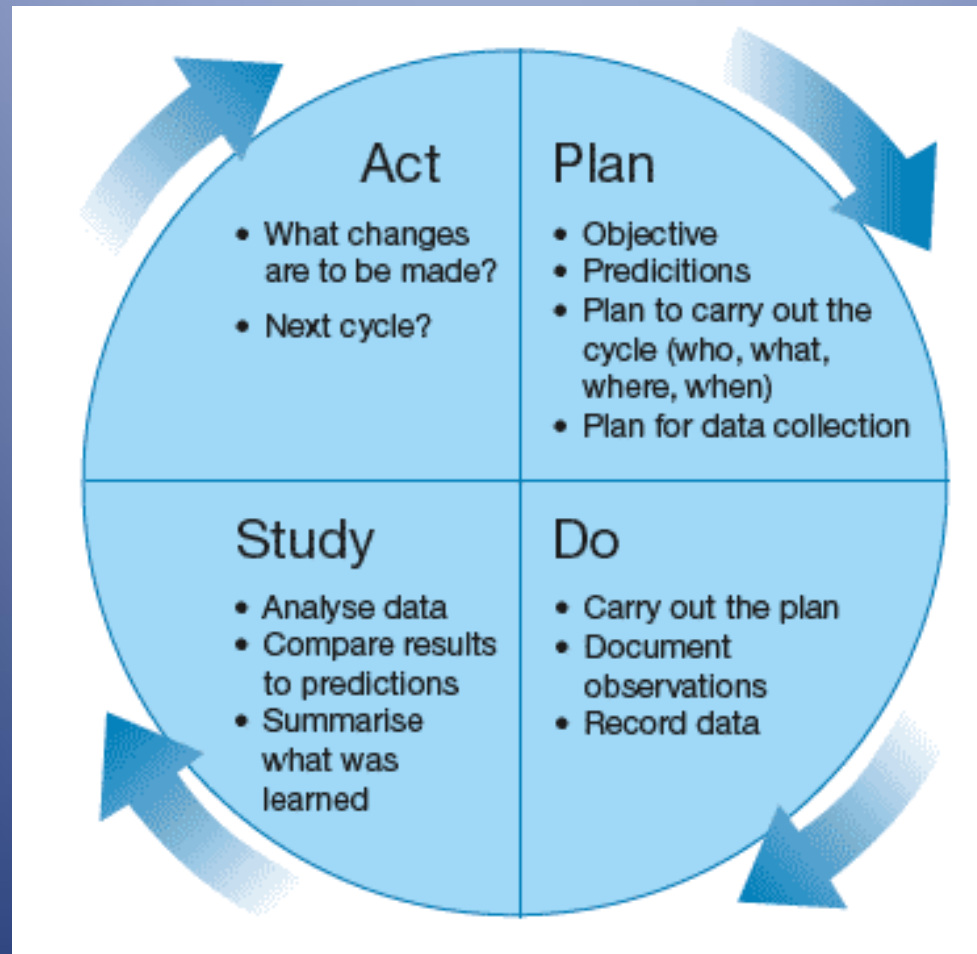 Act
• What changes
are to be made?
• Next cycle?
Plan
• Objective
• Predicitions
• Plan to carry out the
cycle (who, what,
where, when)
• Plan for data collection
Study
• Analyse data
• Compare results
to predictions
• Summarise
what was
learned
Do
• Carry out the plan
• Document
observations
• Record data